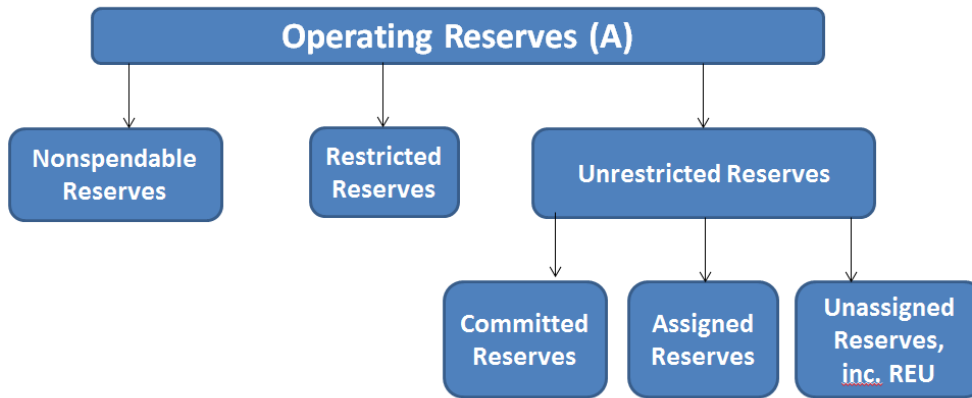 Operating Reserves (A)
Nonspendable
Reserves
Restricted
Reserves
Unrestricted Reserves
Committed
Reserves
Assigned
Reserves
Unassigned
Reserves,
inc. REU